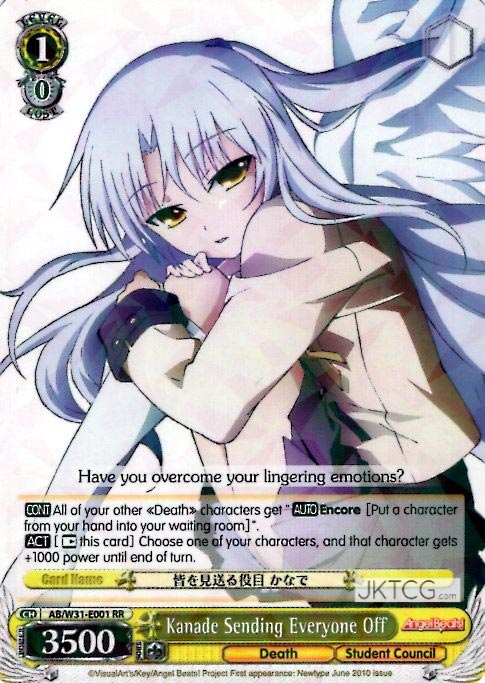 LEVEL
1
0
COST
Have you overcome your lingering emotions?
CONT All of your other «Death» characters get "AUTO Encore [Put a character
from your hand into your waiting room]".
ACT [ this card] Choose one of your characters, and that character gets
+1000 power until end of turn.
Card Name 皆を見送る役目 かなで
JKTCG.com
CH AB/W31-E001 RR
3500
Kanade Sending Everyone Off
Angel Beats!
Death Student Council
©VisualArt's/Key/Angel Beats! Project First appearance: Newtype June 2010 issue